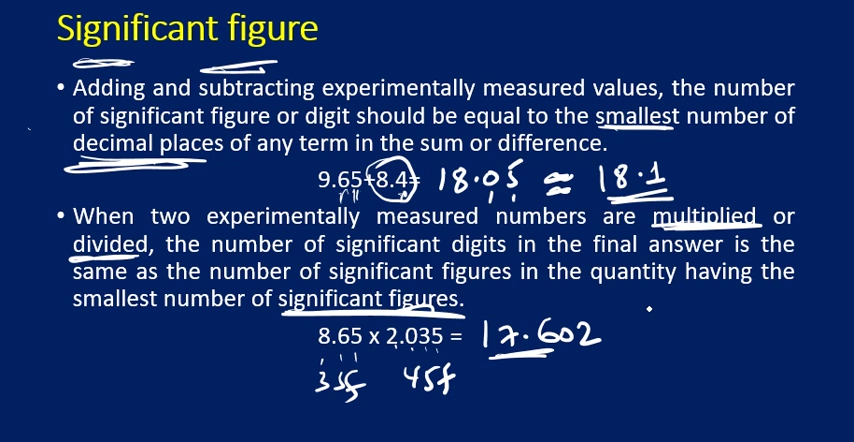 Significant figure
• Adding and subtracting experimentally measured values, the number
of significant figure or digit should be equal to the smallest number of
decimal places of any term in the sum or difference.
9.65+8.4= 18.05 ≈ 18.1
• When two experimentally measured numbers are multiplied or
divided, the number of significant digits in the final answer is the
same as the number of significant figures in the quantity having the
smallest number of significant figures.
8.65 x 2.035 = 17.602
3sf 4sf